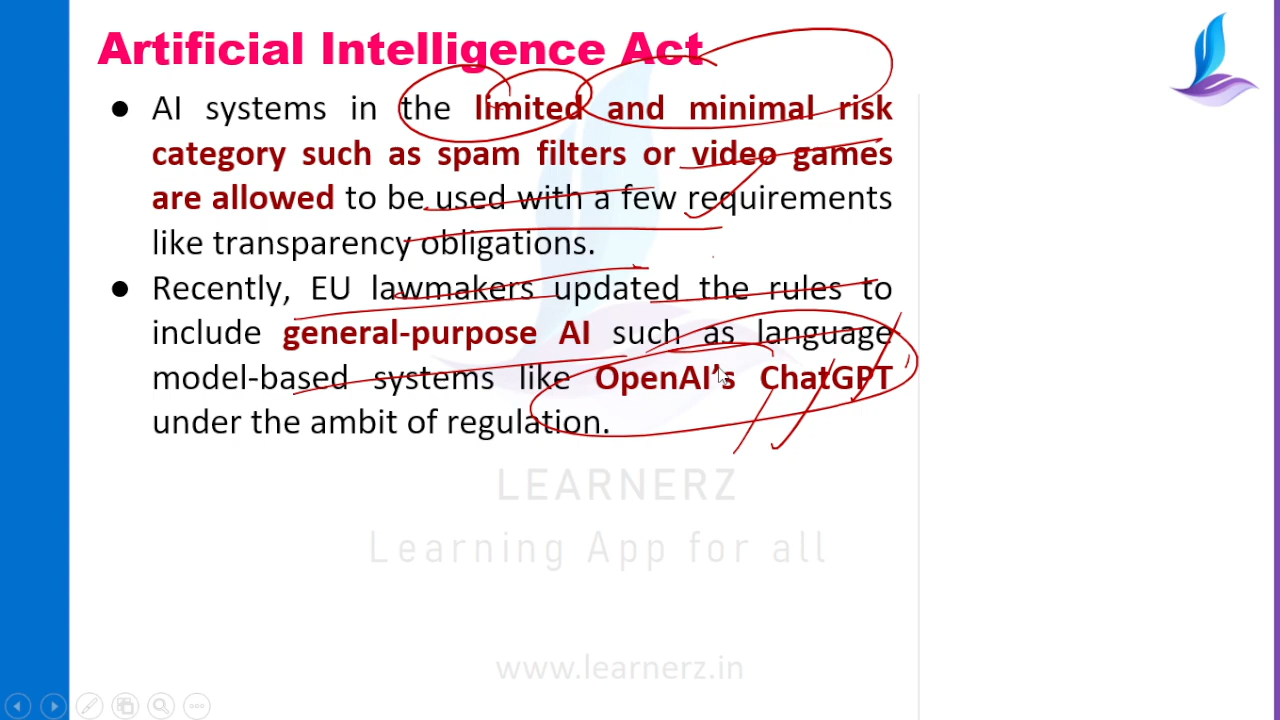 Artificial Intelligence Act
● AI systems in the limited and minimal risk
category such as spam filters or video games
are allowed to be used with a few requirements
like transparency obligations.
● Recently, EU lawmakers updated the rules to
include general-purpose AI such as language
model-based systems like OpenAI’s ChatGPT
under the ambit of regulation.
LEARNERZ
Learning App for all
www.learnerz.in